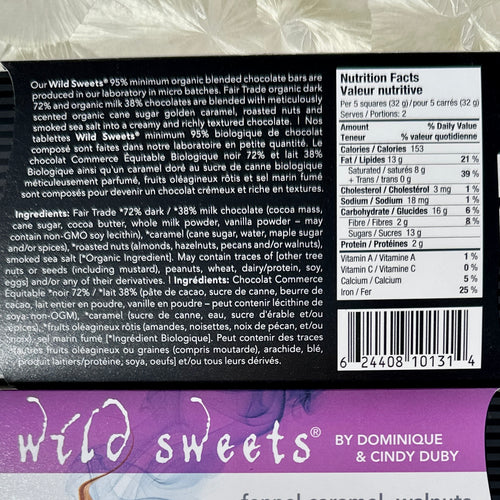 Our Wild Sweets® 95% minimum organic blended chocolate bars are
produced in our laboratory in micro batches. Fair Trade organic dark
72% and organic milk 38% chocolates are blended with meticulously
scented organic cane sugar golden caramel, roasted nuts and
smoked sea salt into a creamy and richly textured chocolate. | Nos
tablettes Wild Sweets® minimum 95% biologique de chocolat
composé sont faites dans notre laboratoire en petite quantité. Le
chocolat Commerce Équitable Biologique noir 72% et lait 38%
Biologique ainsi qu'un caramel doré au sucre de canne biologique
méticuleusement parfumé, fruits oléagineux rôtis et sel marin fumé
sont composés pour devenir un chocolat crémeux et riche en textures.
Ingredients: Fair Trade *72% dark / *38% milk chocolate (cocoa mass,
cane sugar, cocoa butter, whole milk powder, vanilla powder – may
contain non-GMO soy lecithin), *caramel (cane sugar, water, maple sugar
and/or spices), *roasted nuts (almonds, hazelnuts, pecans and/or walnuts),
smoked sea salt [*Organic Ingredient]. May contain traces of [other tree
nuts or seeds (including mustard), peanuts, wheat, dairy/protein, soy,
eggs] and/or any of their derivatives. | Ingrédients: Chocolat Commerce
Équitable *noir 72% / *lait 38% (pâte de cacao, sucre de canne, beurre de
cacao, lait entier en poudre, vanille en poudre – peut contenir lécithine de
soya non-OGM), *caramel (sucre de canne, eau, sucre d'érable et/ou
épices), *fruits oléagineux rôtis (amandes, noisettes, noix de pécan, et/ou
noix), sel marin fumé [*Ingrédient Biologique]. Peut contenir des traces
[autres fruits oléagineux ou graines (compris moutarde), arachide, blé,
produit laitiers/protéine, soya, oeufs] et/ou tous leurs dérivés.
Nutrition Facts
Valeur nutritive
Per 5 squares (32 g) / pour 5 carrés (32 g)
Servings / Portions: 2
Amount % Daily Value
Teneur % valeur quotidienne
Calories / Calories 153
Fat / Lipides 13 g 21 %
Saturated / saturés 8 g
+ Trans / trans 0 g 39 %
Cholesterol / Cholestérol 3 mg 1 %
Sodium / Sodium 18 mg 1 %
Carbohydrate / Glucides 16 g 6 %
Fibre / Fibres 2 g 8 %
Sugars / Sucres 13 g
Protein / Protéines 2 g
Vitamin A / Vitamine A 1 %
Vitamin C / Vitamine C 0 %
Calcium / Calcium 5 %
Iron / Fer 25 %
6 24408 10131 4
wild sweets®
BY DOMINIQUE
& CINDY DUBY
fennel caramel, walnuts